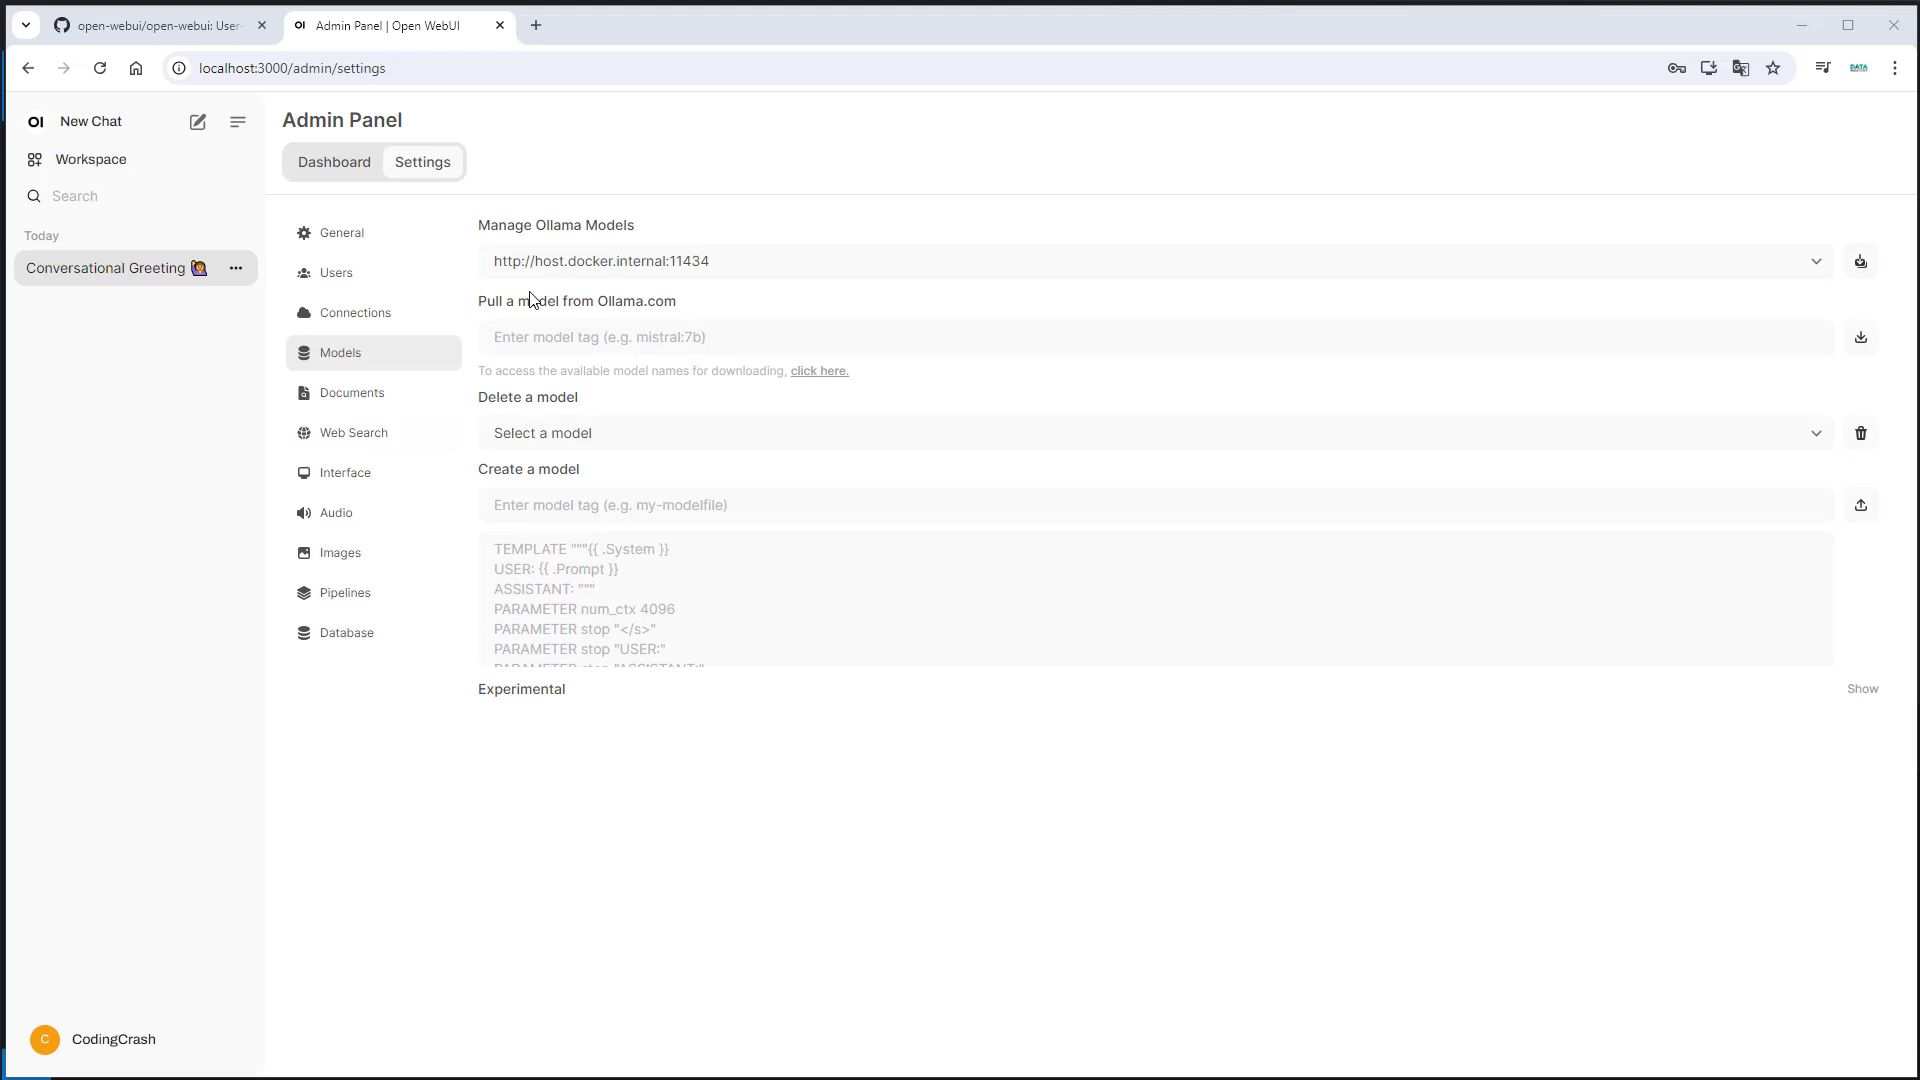 open-webui/open-webui: User-
OI Admin Panel | Open WebUI
localhost:3000/admin/settings
DATA
OI New Chat
Workspace
Search
Today
Conversational Greeting
CodingCrash
C
Admin Panel
Dashboard
Settings
General
Users
Connections
Models
Documents
Web Search
Interface
Audio
Images
Pipelines
Database
Manage Ollama Models
http://host.docker.internal:11434
Pull a model from Ollama.com
Enter model tag (e.g. mistral:7b)
To access the available model names for downloading, click here.
Delete a model
Select a model
Create a model
Enter model tag (e.g. my-modelfile)
TEMPLATE """{{ .System }}
USER: {{ .Prompt }}
ASSISTANT: """
PARAMETER num_ctx 4096
PARAMETER stop "</s>"
PARAMETER stop "USER:"
PARAMETER stop "ASSISTANT:"
Experimental
Show